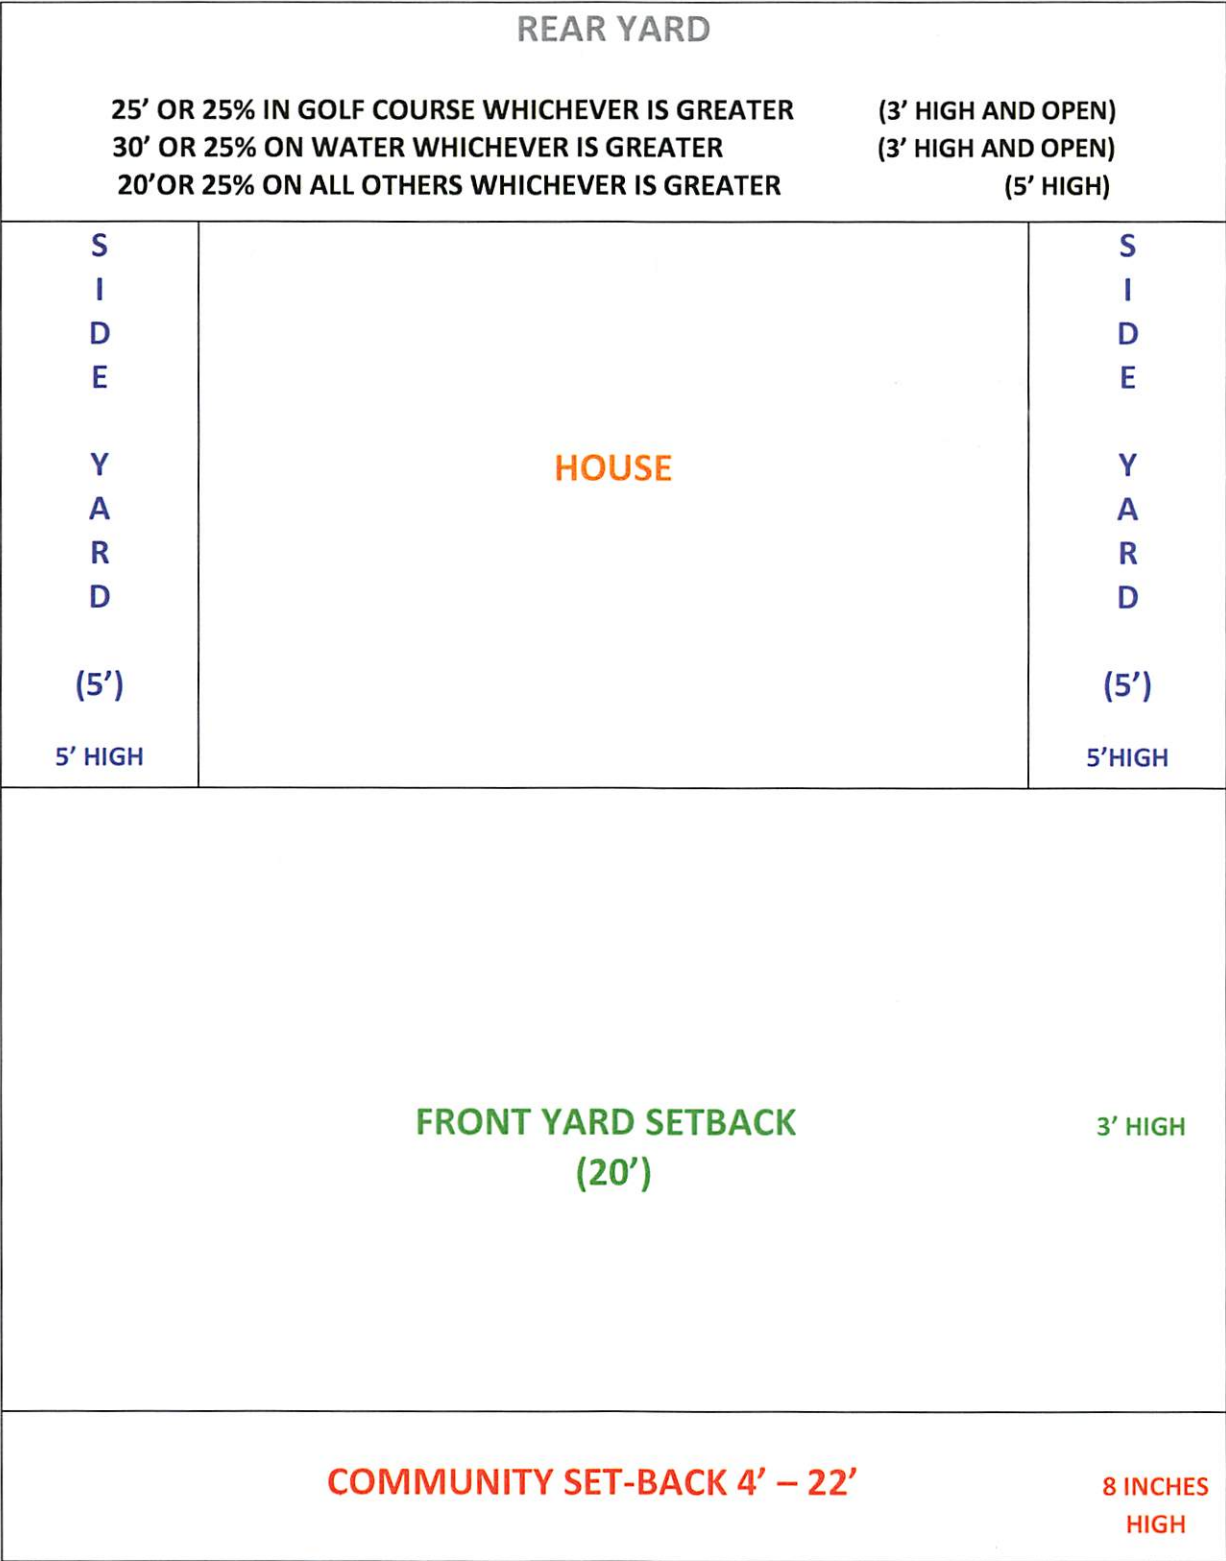 REAR YARD
25' OR 25% IN GOLF COURSE WHICHEVER IS GREATER (3' HIGH AND OPEN)
30' OR 25% ON WATER WHICHEVER IS GREATER (3' HIGH AND OPEN)
20'OR 25% ON ALL OTHERS WHICHEVER IS GREATER (5' HIGH)
S
I
D
E
Y
A
R
D
(5')
5' HIGH
HOUSE
S
I
D
E
Y
A
R
D
(5')
5'HIGH
FRONT YARD SETBACK
(20')
3' HIGH
COMMUNITY SET-BACK 4' – 22'
8 INCHES
HIGH